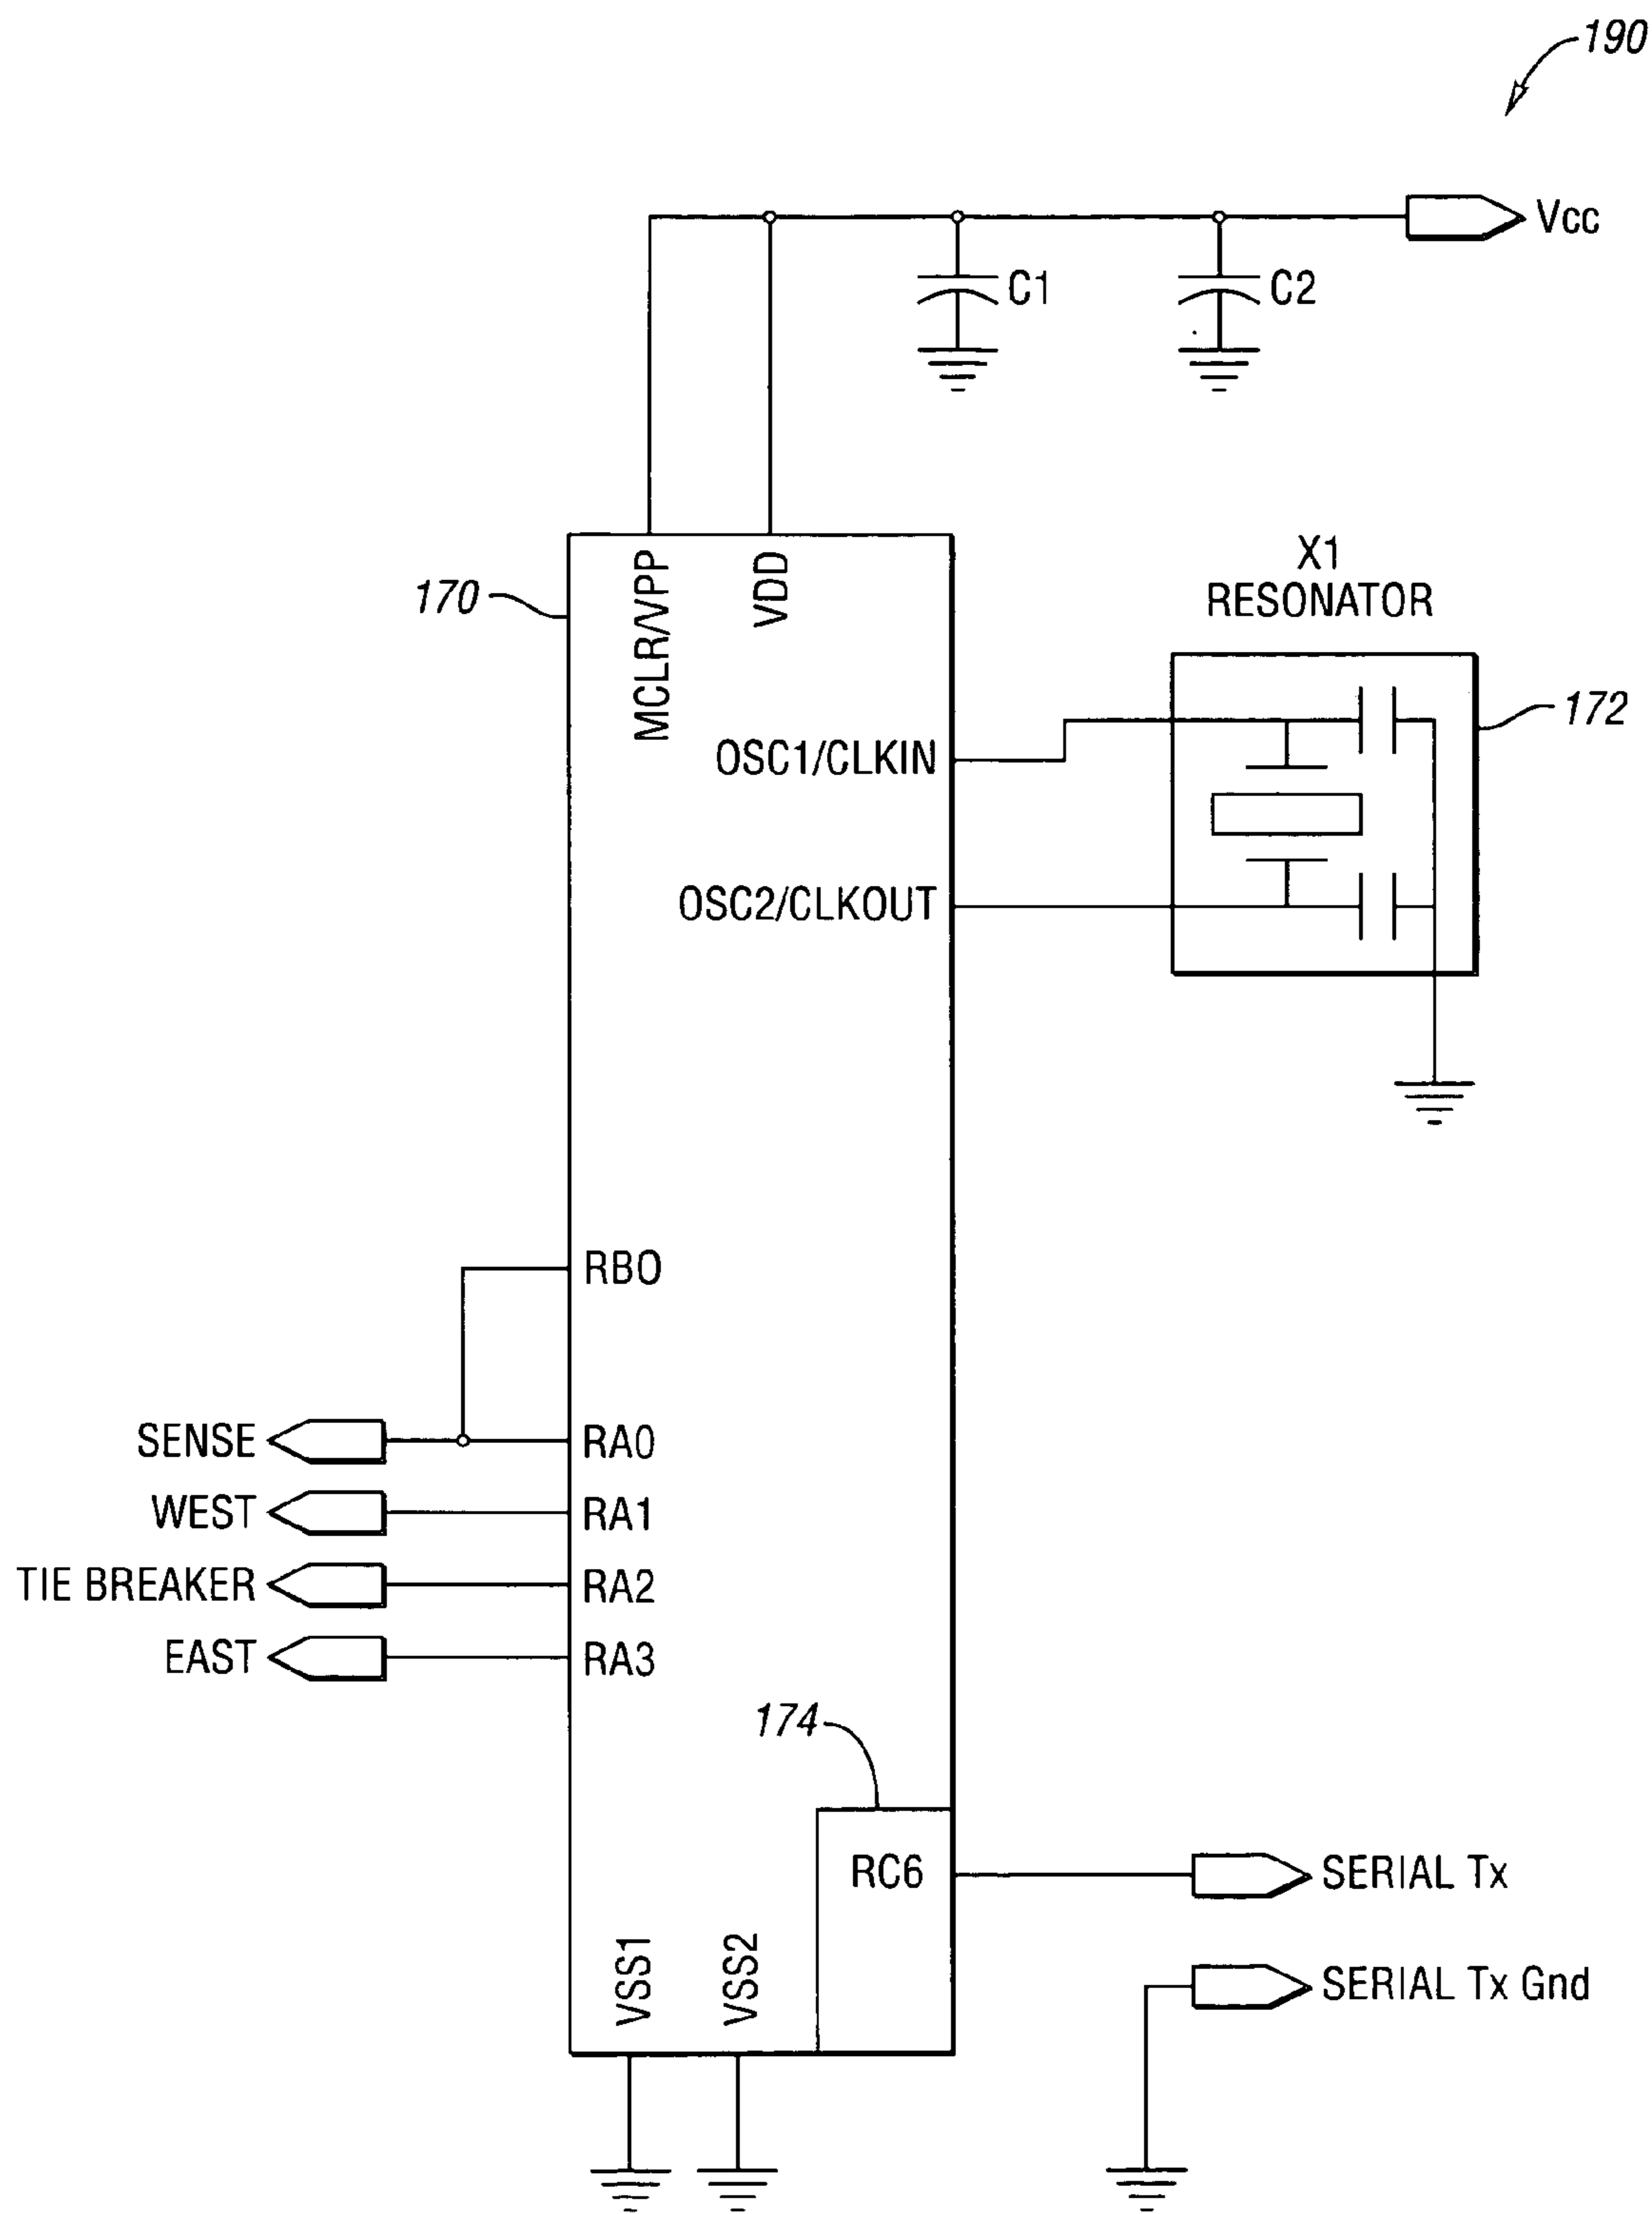 190
Vcc
C1
C2
170
MCLR/VPP
VDD
X1
RESONATOR
172
OSC1/CLKIN
OSC2/CLKOUT
RB0
SENSE
RA0
WEST
RA1
TIE BREAKER
RA2
EAST
RA3
174
RC6
SERIAL Tx
VSS1
VSS2
SERIAL Tx Gnd